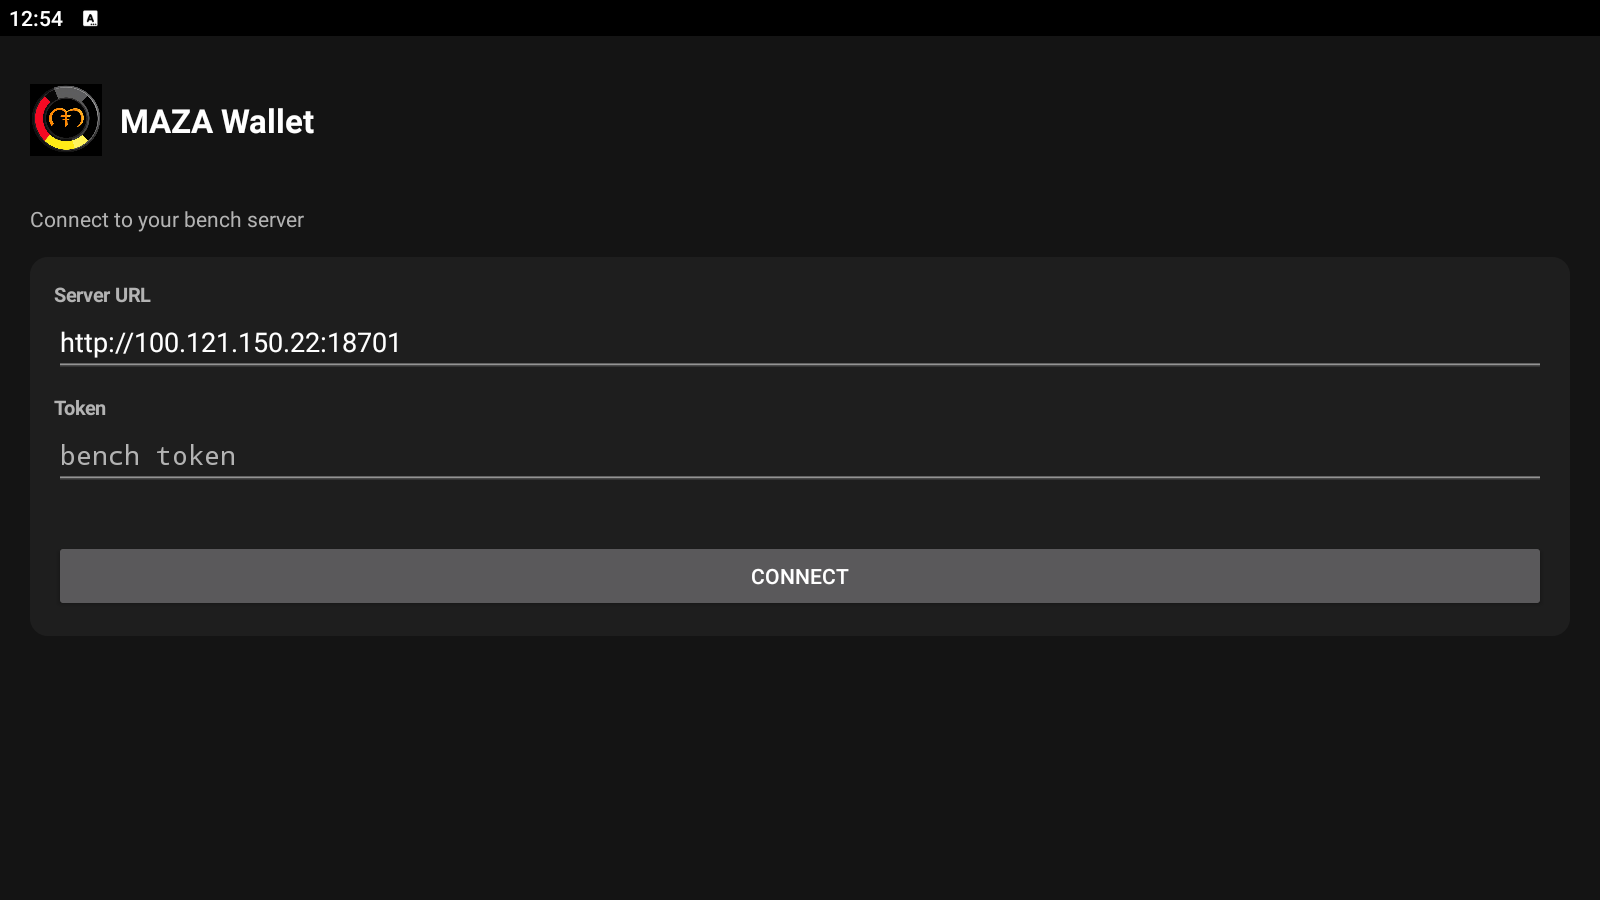 12:54
MAZA Wallet
Connect to your bench server
Server URL
http://100.121.150.22:18701
Token
bench token
CONNECT